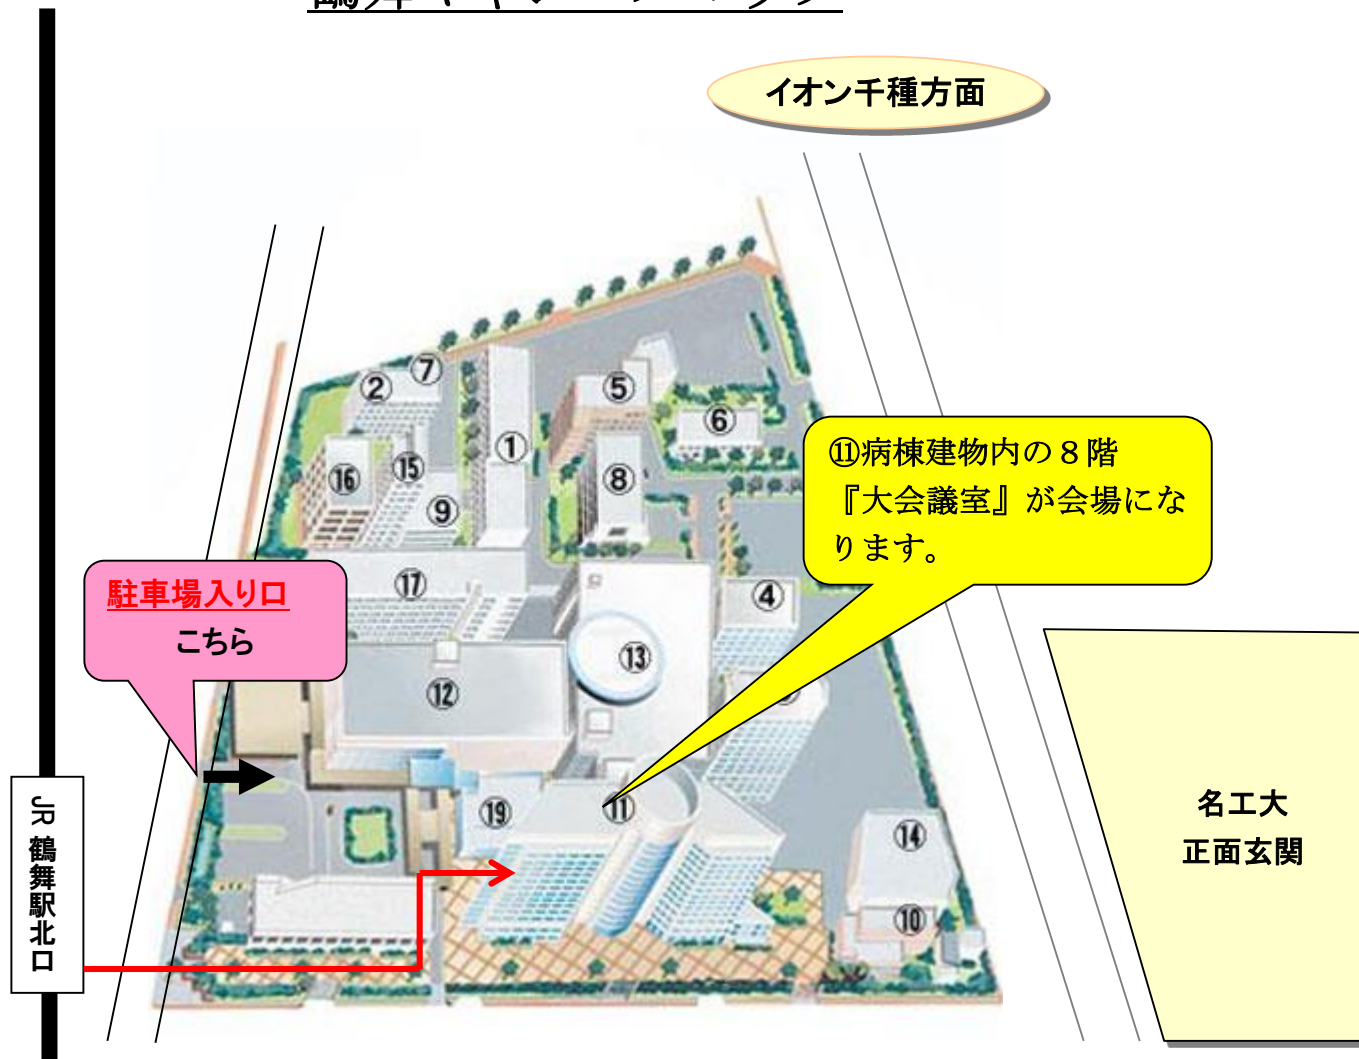 イオン千種方面
⑦
②
⑤
⑥
①
⑮
⑯
⑧
⑨
⑪病棟建物内の８階
『大会議室』が会場にな
ります。
駐車場入り口
こちら
⑰
④
⑬
⑫
⑲
⑪
⑭
⑩
JR 鶴舞駅北口
名工大
正面玄関